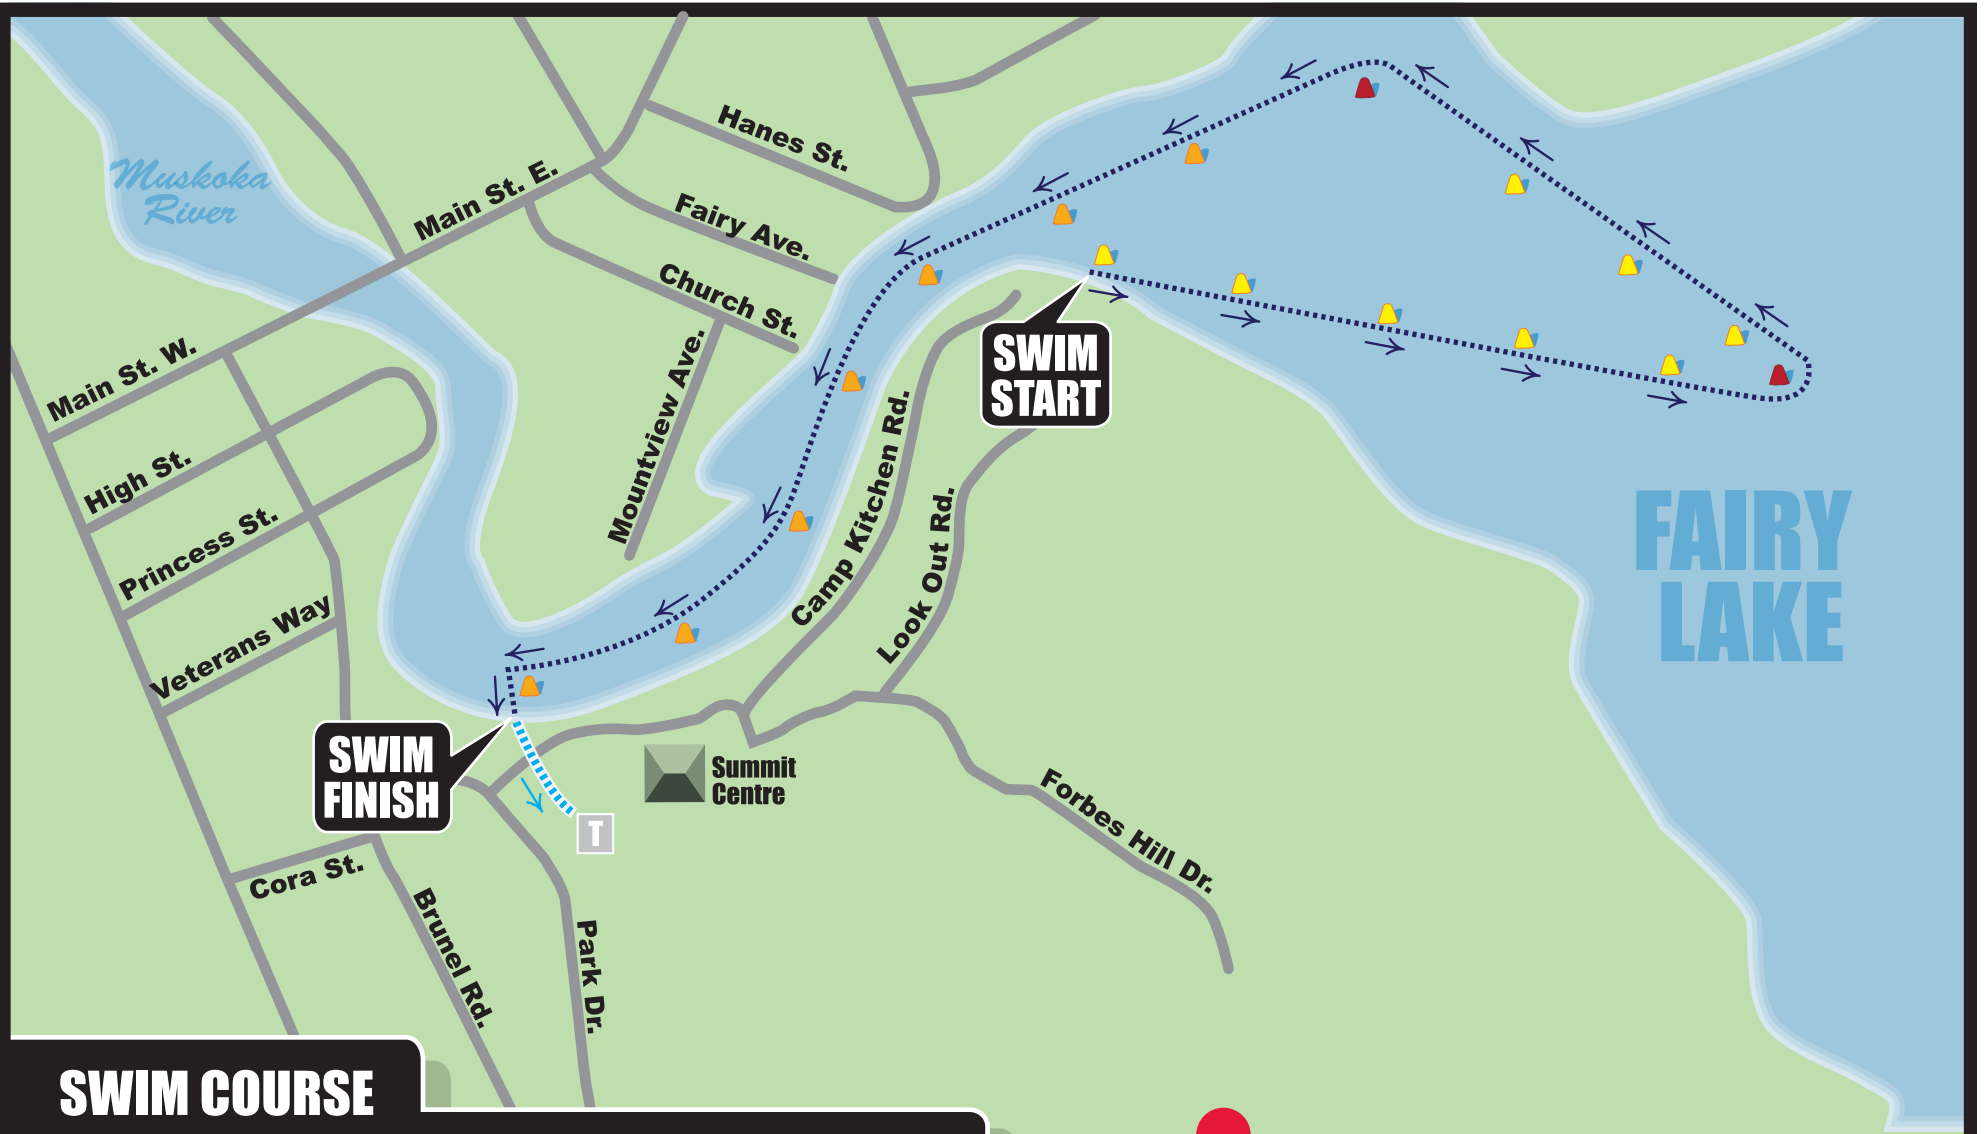 Muskoka
River
Main St. E.
Hanes St.
Fairy Ave.
Church St.
Mountview Ave.
Main St. W.
High St.
Princess St.
Veterans Way
SWIM
START
Camp Kitchen Rd.
Look Out Rd.
FAIRY
LAKE
SWIM
FINISH
Summit
Centre
T
Forbes Hill Dr.
Cora St.
Brunel Rd.
Park Dr.
SWIM COURSE